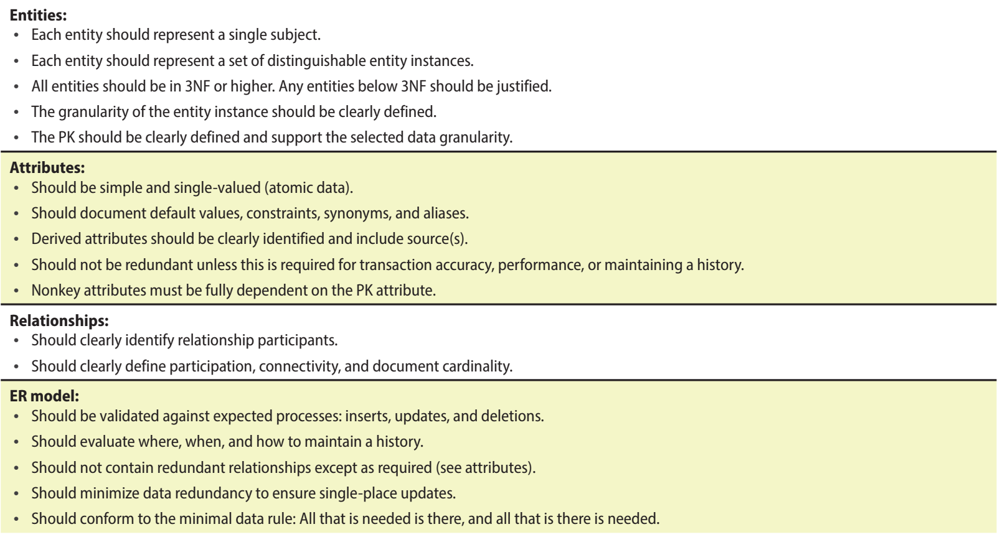 Entities:
• Each entity should represent a single subject.
• Each entity should represent a set of distinguishable entity instances.
• All entities should be in 3NF or higher. Any entities below 3NF should be justified.
• The granularity of the entity instance should be clearly defined.
• The PK should be clearly defined and support the selected data granularity.
Attributes:
• Should be simple and single-valued (atomic data).
• Should document default values, constraints, synonyms, and aliases.
• Derived attributes should be clearly identified and include source(s).
• Should not be redundant unless this is required for transaction accuracy, performance, or maintaining a history.
• Nonkey attributes must be fully dependent on the PK attribute.
Relationships:
• Should clearly identify relationship participants.
• Should clearly define participation, connectivity, and document cardinality.
ER model:
• Should be validated against expected processes: inserts, updates, and deletions.
• Should evaluate where, when, and how to maintain a history.
• Should not contain redundant relationships except as required (see attributes).
• Should minimize data redundancy to ensure single-place updates.
• Should conform to the minimal data rule: All that is needed is there, and all that is there is needed.